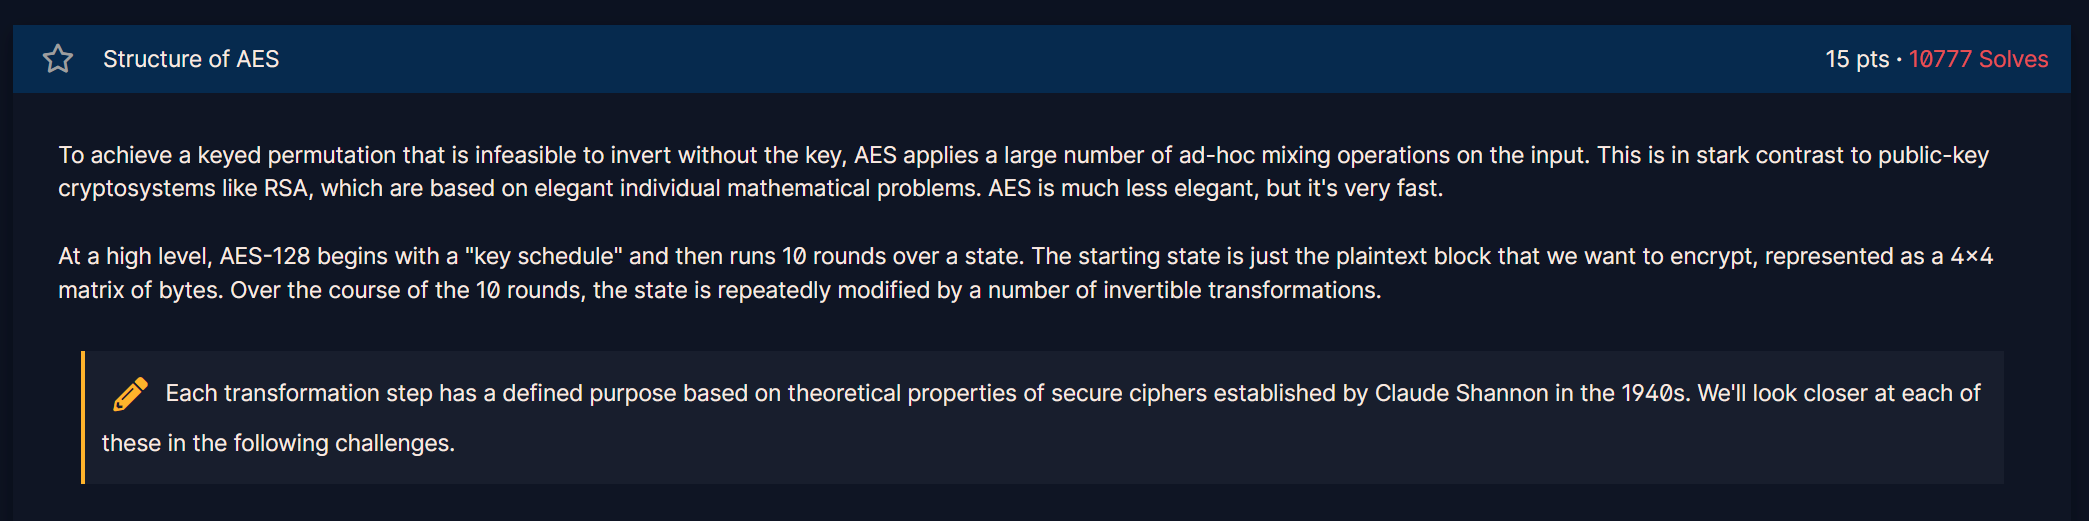 Structure of AES
15 pts · 10777 Solves
To achieve a keyed permutation that is infeasible to invert without the key, AES applies a large number of ad-hoc mixing operations on the input. This is in stark contrast to public-key
cryptosystems like RSA, which are based on elegant individual mathematical problems. AES is much less elegant, but it's very fast.
At a high level, AES-128 begins with a "key schedule" and then runs 10 rounds over a state. The starting state is just the plaintext block that we want to encrypt, represented as a 4×4
matrix of bytes. Over the course of the 10 rounds, the state is repeatedly modified by a number of invertible transformations.
Each transformation step has a defined purpose based on theoretical properties of secure ciphers established by Claude Shannon in the 1940s. We'll look closer at each of
these in the following challenges.